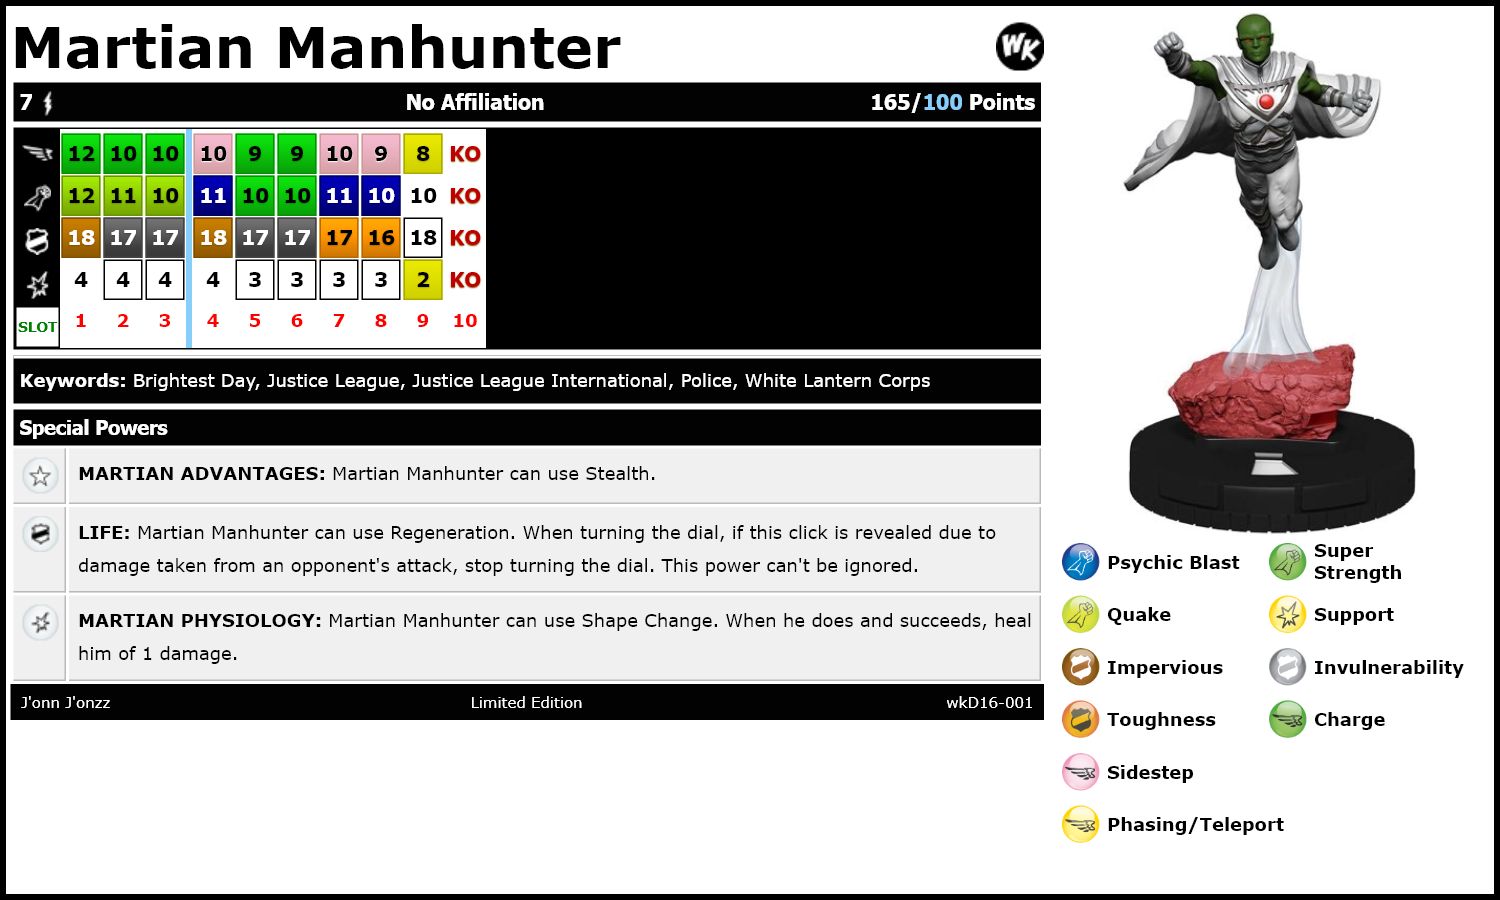 Martian Manhunter
WK
7 No Affiliation 165/100 Points
12 10 10 10 9 9 10 9 8 KO
12 11 10 11 10 10 11 10 10 KO
18 17 17 18 17 17 17 16 18 KO
4 4 4 4 3 3 3 3 2 KO
SLOT 1 2 3 4 5 6 7 8 9 10
Keywords: Brightest Day, Justice League, Justice League International, Police, White Lantern Corps
Special Powers
MARTIAN ADVANTAGES: Martian Manhunter can use Stealth.
LIFE: Martian Manhunter can use Regeneration. When turning the dial, if this click is revealed due to
damage taken from an opponent's attack, stop turning the dial. This power can't be ignored.
MARTIAN PHYSIOLOGY: Martian Manhunter can use Shape Change. When he does and succeeds, heal
him of 1 damage.
J'onn J'onzz Limited Edition wkD16-001
Psychic Blast
Super
Strength
Quake
Support
Impervious
Invulnerability
Toughness
Charge
Sidestep
Phasing/Teleport